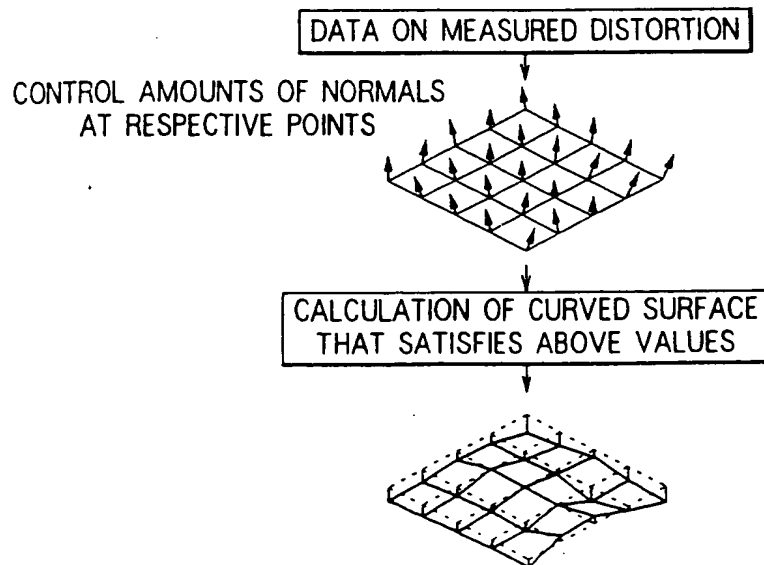 DATA ON MEASURED DISTORTION
CONTROL AMOUNTS OF NORMALS
AT RESPECTIVE POINTS
CALCULATION OF CURVED SURFACE
THAT SATISFIES ABOVE VALUES